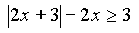 |2x + 3| − 2x ≥ 3